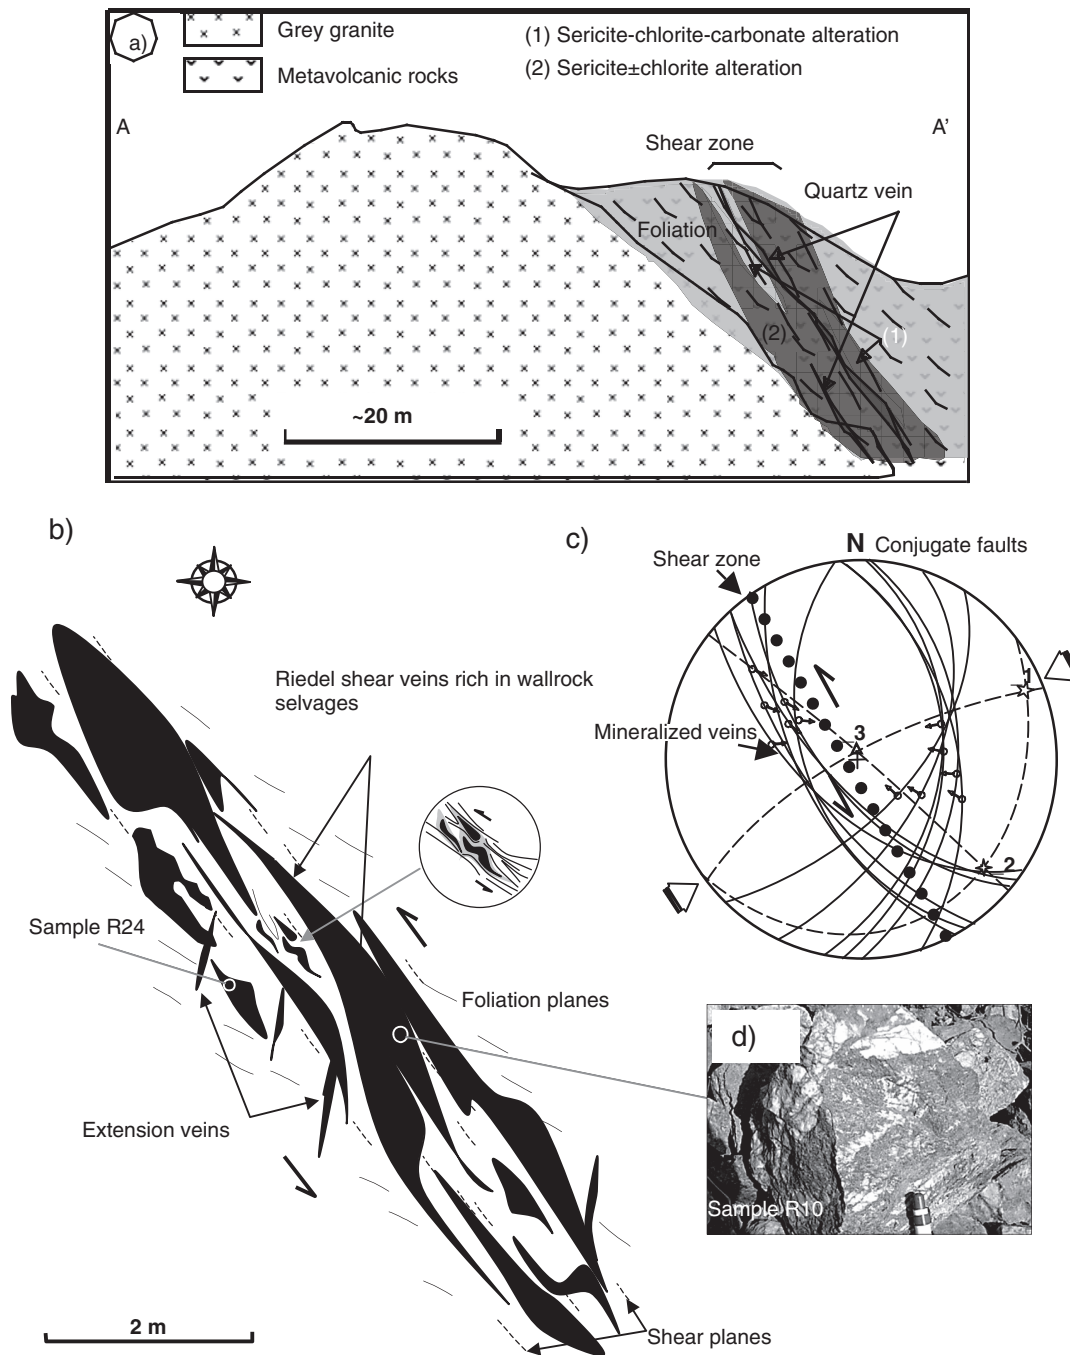 a)
Grey granite
Metavolcanic rocks
(1) Sericite-chlorite-carbonate alteration
(2) Sericite±chlorite alteration
A
A'
Shear zone
Quartz vein
Foliation
(2)
(1)
~20 m
b)
Riedel shear veins rich in wallrock
selvages
Sample R24
Foliation planes
Extension veins
Shear planes
2 m
c)
N Conjugate faults
Shear zone
1
Mineralized veins
3
2
d)
Sample R10